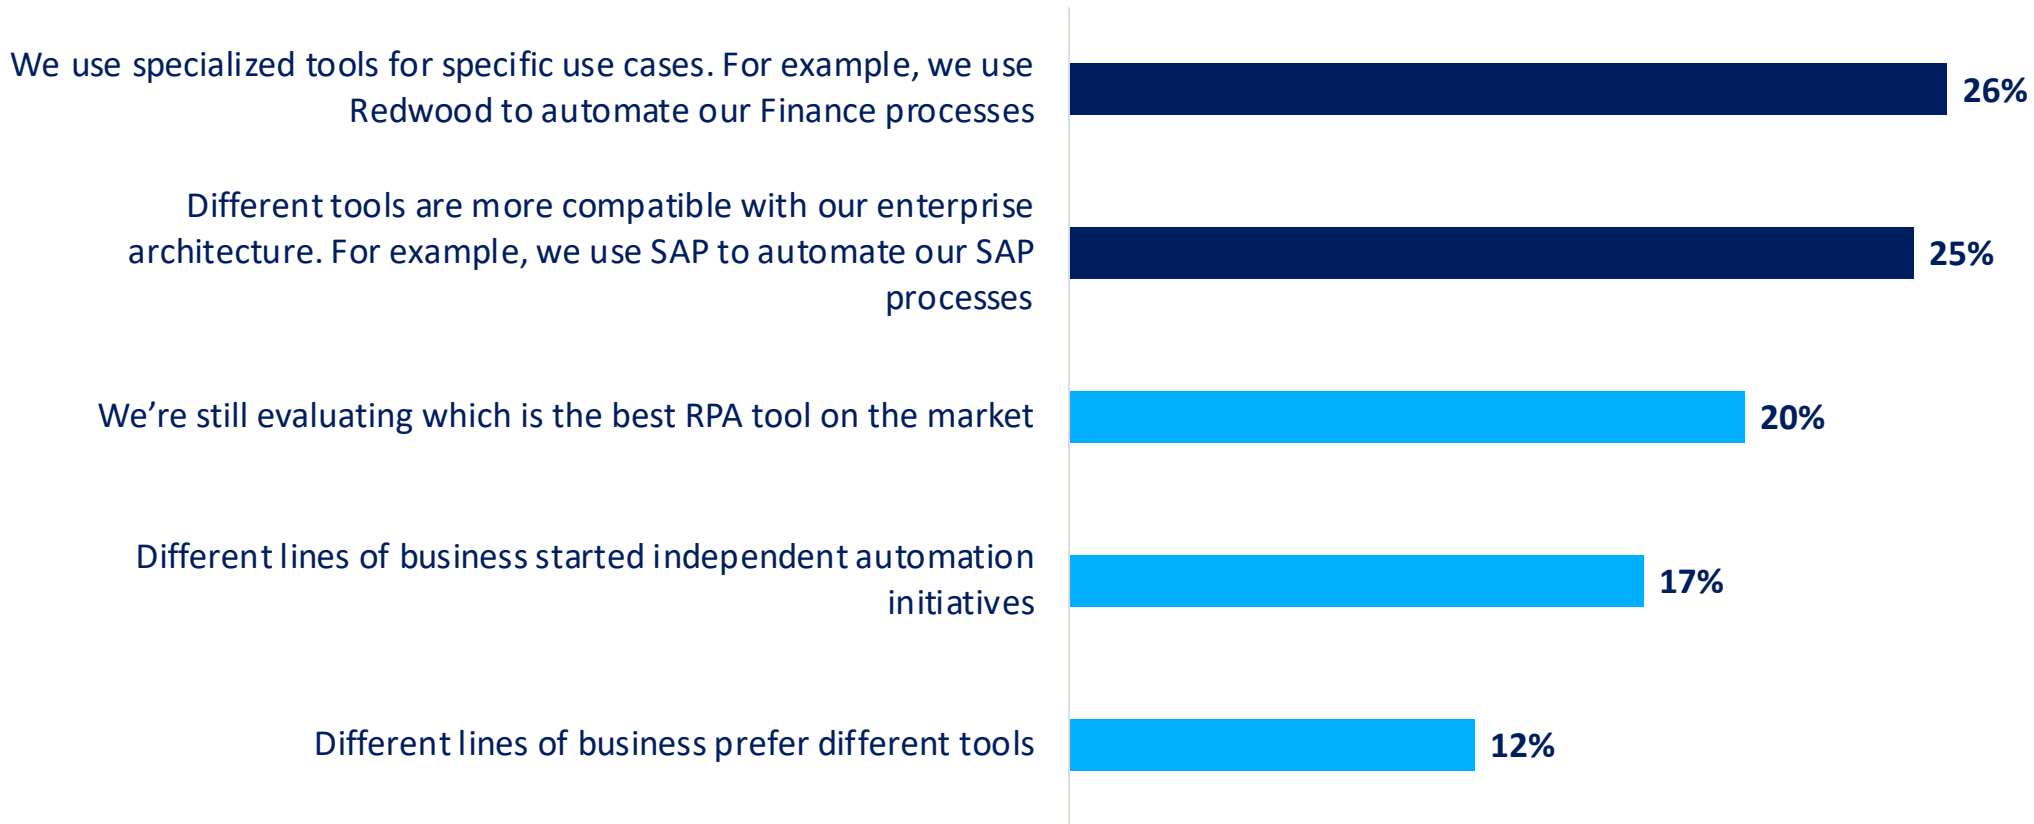 We use specialized tools for specific use cases. For example, we use
Redwood to automate our Finance processes
26%
Different tools are more compatible with our enterprise
architecture. For example, we use SAP to automate our SAP
processes
25%
We’re still evaluating which is the best RPA tool on the market
20%
Different lines of business started independent automation
initiatives
17%
Different lines of business prefer different tools
12%